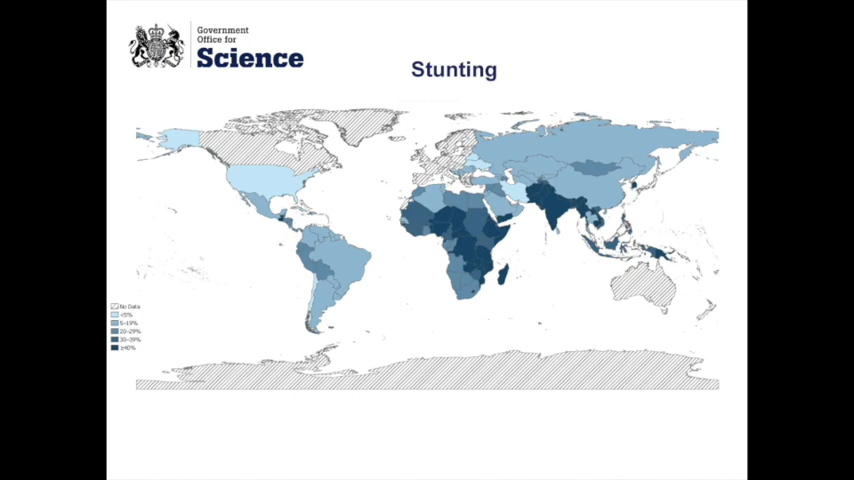 Government
Office for
Science
Stunting
No Data
<5%
5-19%
20-29%
30-39%
≥40%